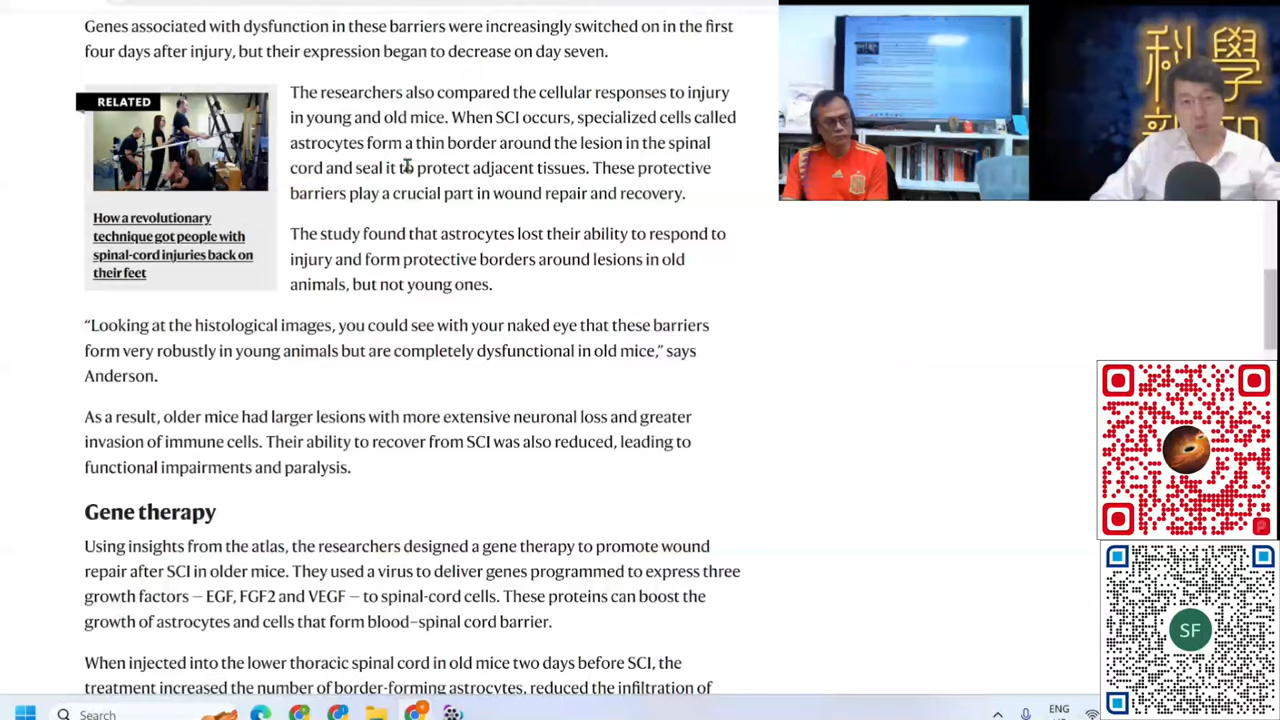 Genes associated with dysfunction in these barriers were increasingly switched on in the first
four days after injury, but their expression began to decrease on day seven.
RELATED
How a revolutionary
technique got people with
spinal-cord injuries back on
their feet
The researchers also compared the cellular responses to injury
in young and old mice. When SCI occurs, specialized cells called
astrocytes form a thin border around the lesion in the spinal
cord and seal it to protect adjacent tissues. These protective
barriers play a crucial part in wound repair and recovery.
The study found that astrocytes lost their ability to respond to
injury and form protective borders around lesions in old
animals, but not young ones.
“Looking at the histological images, you could see with your naked eye that these barriers
form very robustly in young animals but are completely dysfunctional in old mice,” says
Anderson.
As a result, older mice had larger lesions with more extensive neuronal loss and greater
invasion of immune cells. Their ability to recover from SCI was also reduced, leading to
functional impairments and paralysis.
Gene therapy
Using insights from the atlas, the researchers designed a gene therapy to promote wound
repair after SCI in older mice. They used a virus to deliver genes programmed to express three
growth factors — EGF, FGF2 and VEGF — to spinal-cord cells. These proteins can boost the
growth of astrocytes and cells that form blood–spinal cord barrier.
When injected into the lower thoracic spinal cord in old mice two days before SCI, the
treatment increased the number of border-forming astrocytes, reduced the infiltration of
科學
SF
Search
ENG